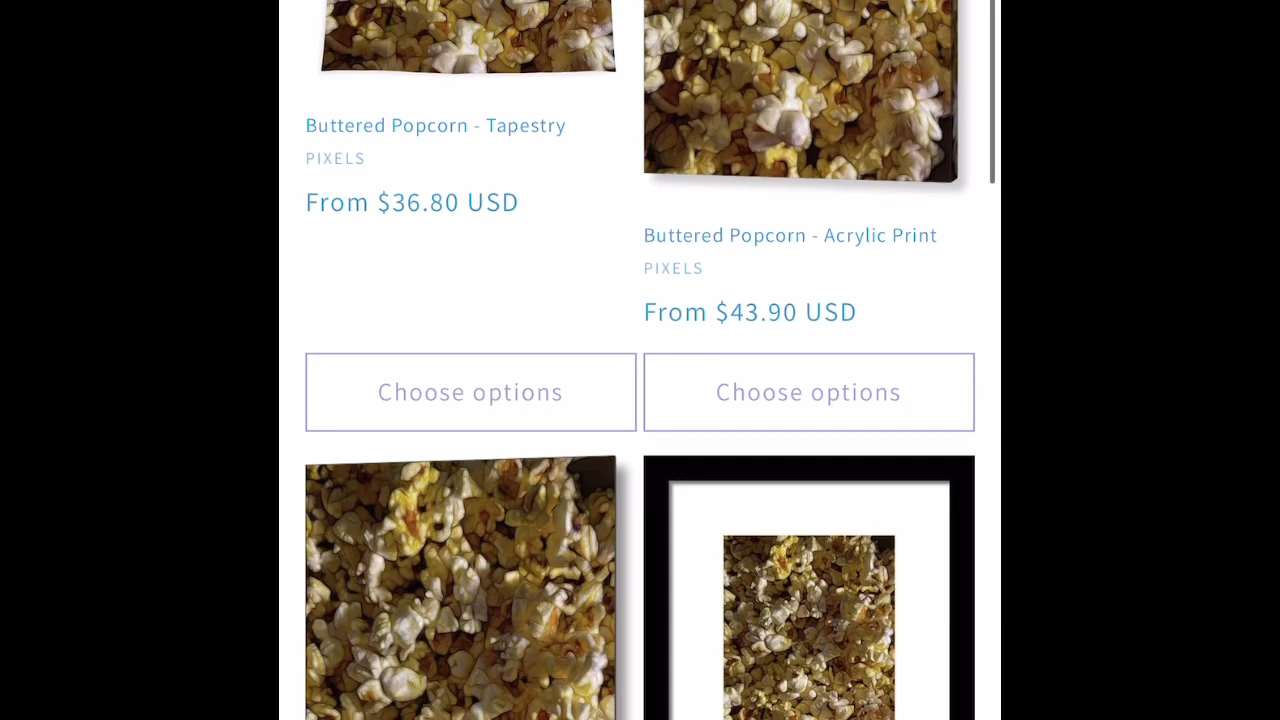 Buttered Popcorn - Tapestry
PIXELS
From $36.80 USD
Buttered Popcorn - Acrylic Print
PIXELS
From $43.90 USD
Choose options
Choose options